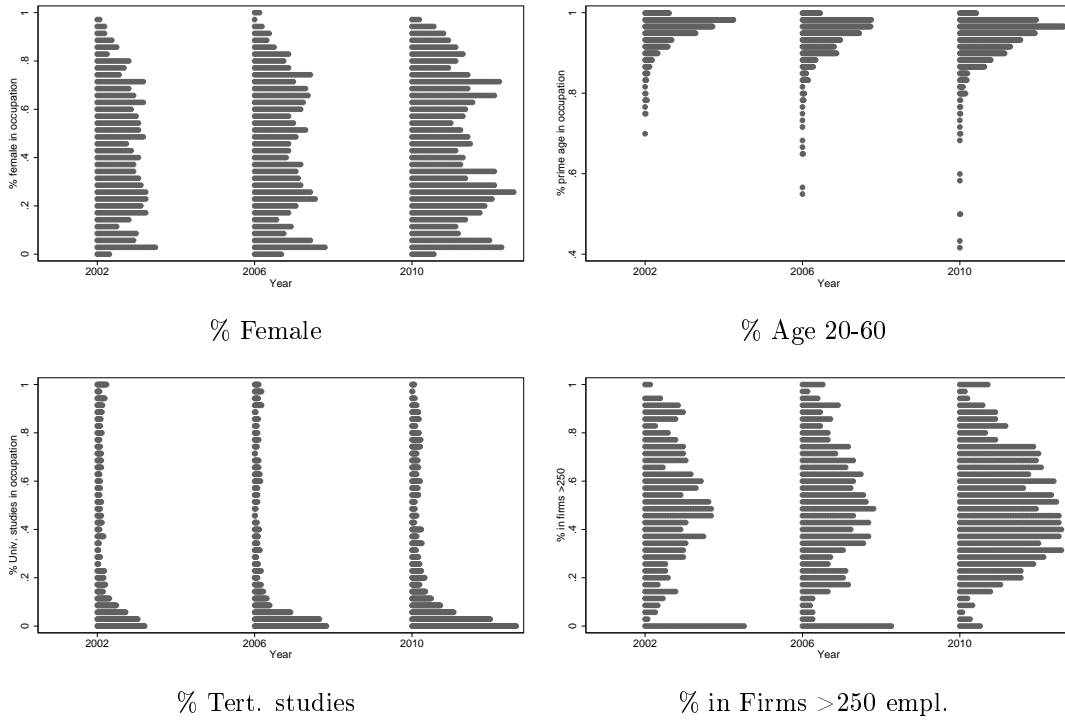 % female in occupation
1
.8
.6
.4
.2
0
2002
2006
2010
Year
% Female
% prime age in occupation
1
.8
.6
.4
2002
2006
2010
Year
% Age 20-60
% Univ. studies in occupation
1
.8
.6
.4
.2
0
2002
2006
2010
Year
% Tert. studies
% in firms >250
1
.8
.6
.4
.2
0
2002
2006
2010
Year
% in Firms >250 empl.